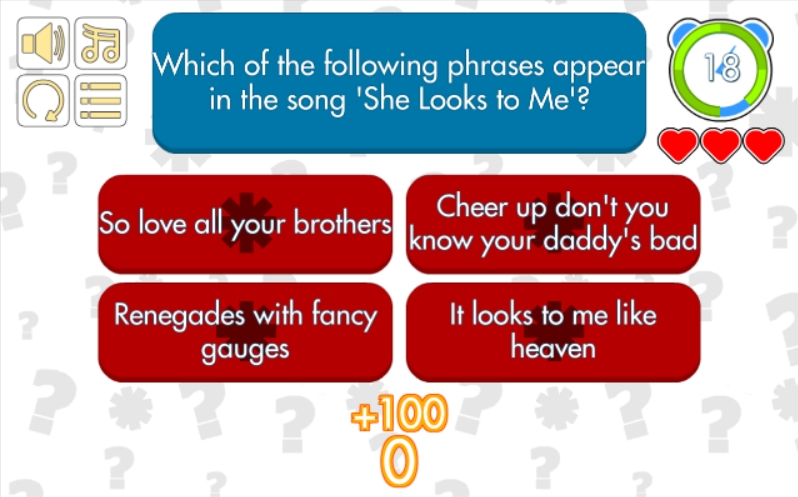 Which of the following phrases appear
in the song 'She Looks to Me'?
18
So love all your brothers
Cheer up don't you
know your daddy's bad
Renegades with fancy
gauges
It looks to me like
heaven
+100
0